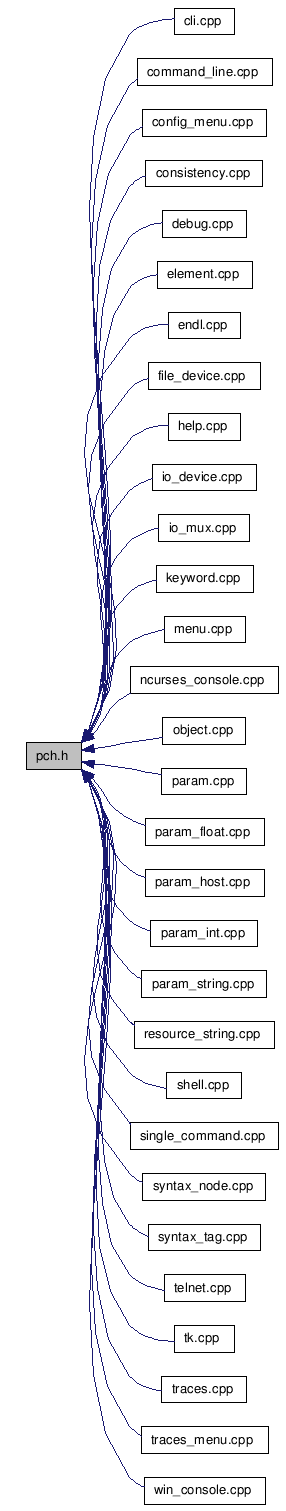 cli.cpp
command_line.cpp
config_menu.cpp
consistency.cpp
debug.cpp
element.cpp
endl.cpp
file_device.cpp
help.cpp
io_device.cpp
io_mux.cpp
keyword.cpp
menu.cpp
ncurses_console.cpp
object.cpp
pch.h
param.cpp
param_float.cpp
param_host.cpp
param_int.cpp
param_string.cpp
resource_string.cpp
shell.cpp
single_command.cpp
syntax_node.cpp
syntax_tag.cpp
telnet.cpp
tk.cpp
traces.cpp
traces_menu.cpp
win_console.cpp